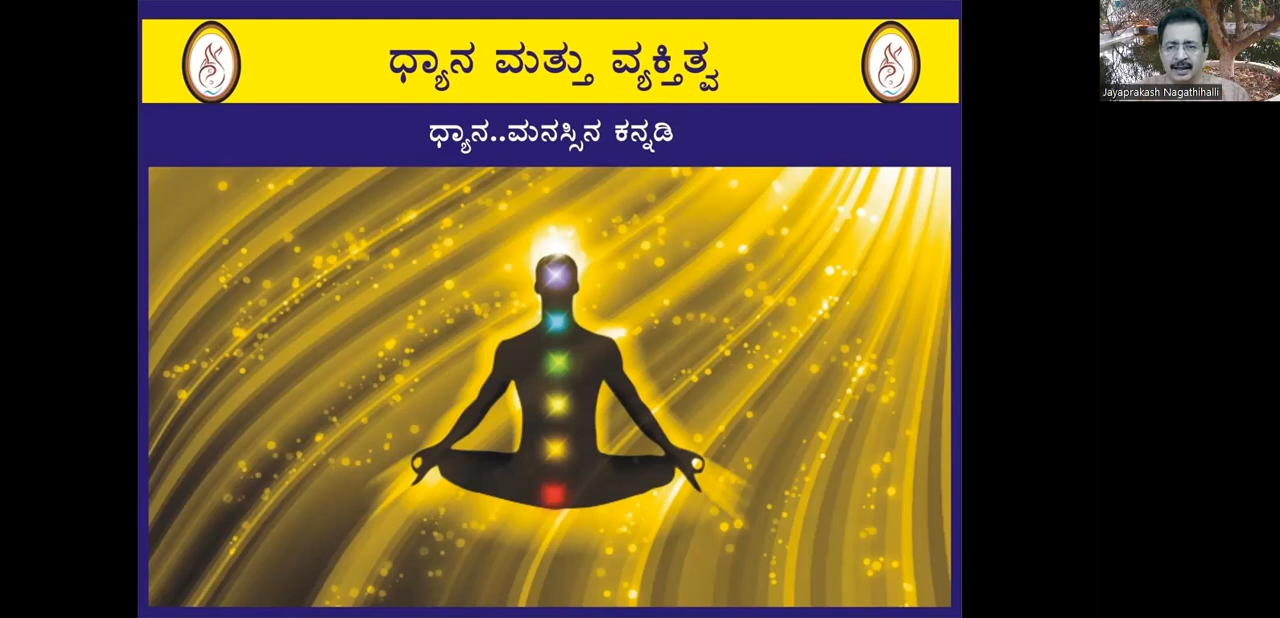 ಧ್ಯಾನ ಮತ್ತು ವ್ಯಕ್ತಿತ್ವ
ಧ್ಯಾನ..ಮನಸ್ಸಿನ ಕನ್ನಡಿ
Jayaprakash Nagathihalli